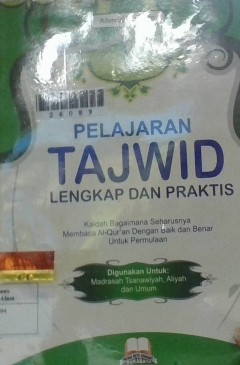 24089
PELAJARAN
TAJWID
LENGKAP DAN PRAKTIS
Kaidah Bagaimana Seharusnya
Membaca Al-Qur'an Dengan Baik dan Benar
Untuk Permulaan
Digunakan Untuk:
Madrasah Tsanawiyah, Aliyah
dan Umum